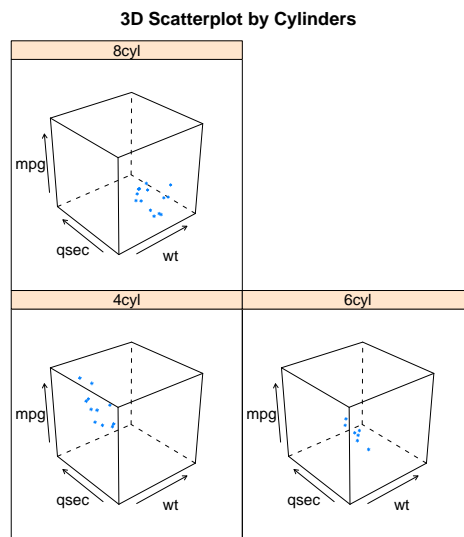 3D Scatterplot by Cylinders
8cyl
mpg
qsec
wt
4cyl
6cyl
mpg
qsec
wt
mpg
qsec
wt